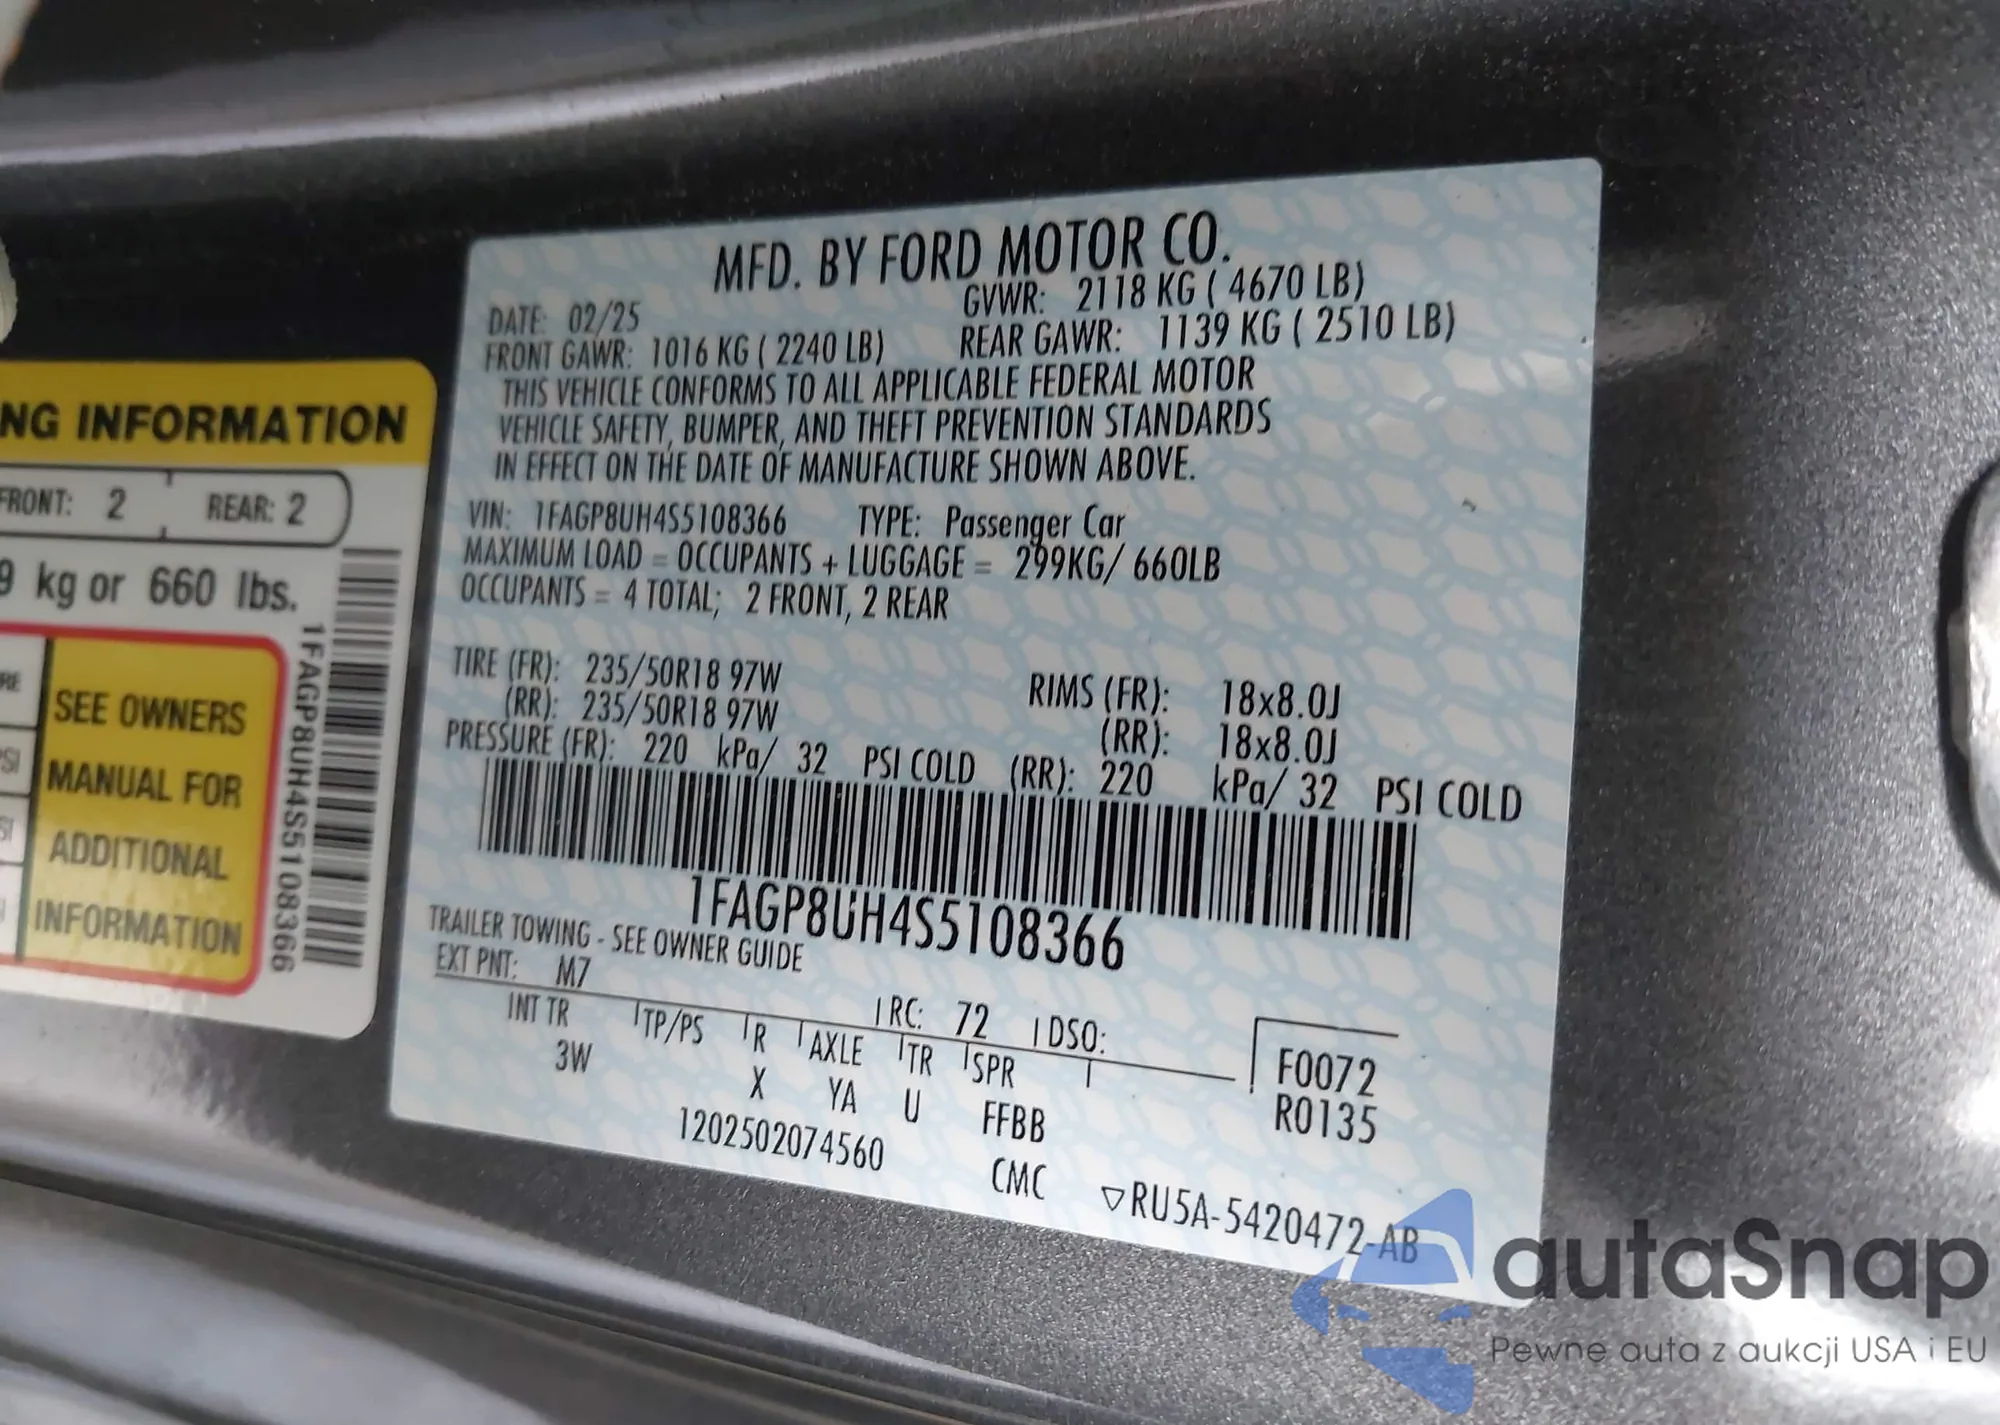 MFD. BY FORD MOTOR CO.
DATE: 02/25
GVWR: 2118 KG ( 4670 LB)
FRONT GAWR: 1016 KG ( 2240 LB)
REAR GAWR: 1139 KG ( 2510 LB)
THIS VEHICLE CONFORMS TO ALL APPLICABLE FEDERAL MOTOR
VEHICLE SAFETY, BUMPER, AND THEFT PREVENTION STANDARDS
IN EFFECT ON THE DATE OF MANUFACTURE SHOWN ABOVE.
VIN: 1FAGP8UH4S5108366 TYPE: Passenger Car
MAXIMUM LOAD = OCCUPANTS + LUGGAGE = 299KG/ 660LB
OCCUPANTS = 4 TOTAL; 2 FRONT, 2 REAR
TIRE (FR): 235/50R18 97W RIMS (FR): 18x8.0J
(RR): 235/50R18 97W (RR): 18x8.0J
PRESSURE (FR): 220 kPa/ 32 PSI COLD (RR): 220 kPa/ 32 PSI COLD
1FAGP8UH4S5108366
TRAILER TOWING - SEE OWNER GUIDE
EXT PNT: M7 RC: 72 DSO:
INT TR TP/PS R AXLE TR SPR
3W X YA U FFBB
F0072
R0135
1202502074560
CMC
▽RU5A-5420472-AB
NG INFORMATION
FRONT: 2 REAR: 2
9 kg or 660 lbs.
RE
SEE OWNERS
MANUAL FOR
ADDITIONAL
INFORMATION
PSI
SI
1FAGP8UH4S5108366
autaSnap
Pewne auta z aukcji USA i EU